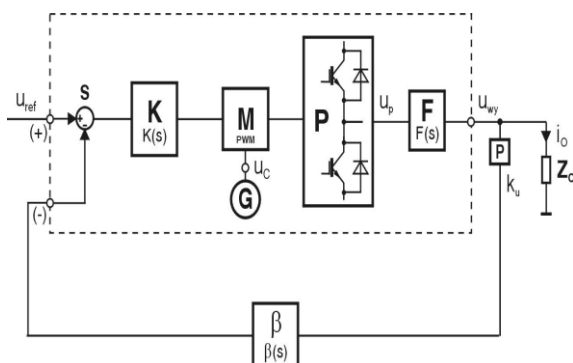 S
u_ref
(+)
+
-
K
K(s)
M
PWM
u_C
G
P
u_p
F
F(s)
u_wy
P
k_u
i_o
Z_o
(-)
β
β(s)